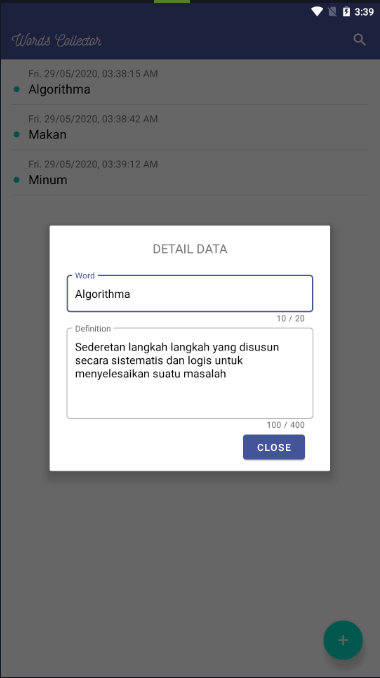 3:39
Words Collector
Fri. 29/05/2020, 03:38:15 AM
Algorithma
Fri. 29/05/2020, 03:38:42 AM
Makan
Fri. 29/05/2020, 03:39:12 AM
Minum
DETAIL DATA
Word
Algorithma
10 / 20
Definition
Sederetan langkah langkah yang disusun
secara sistematis dan logis untuk
menyelesaikan suatu masalah
100 / 400
CLOSE